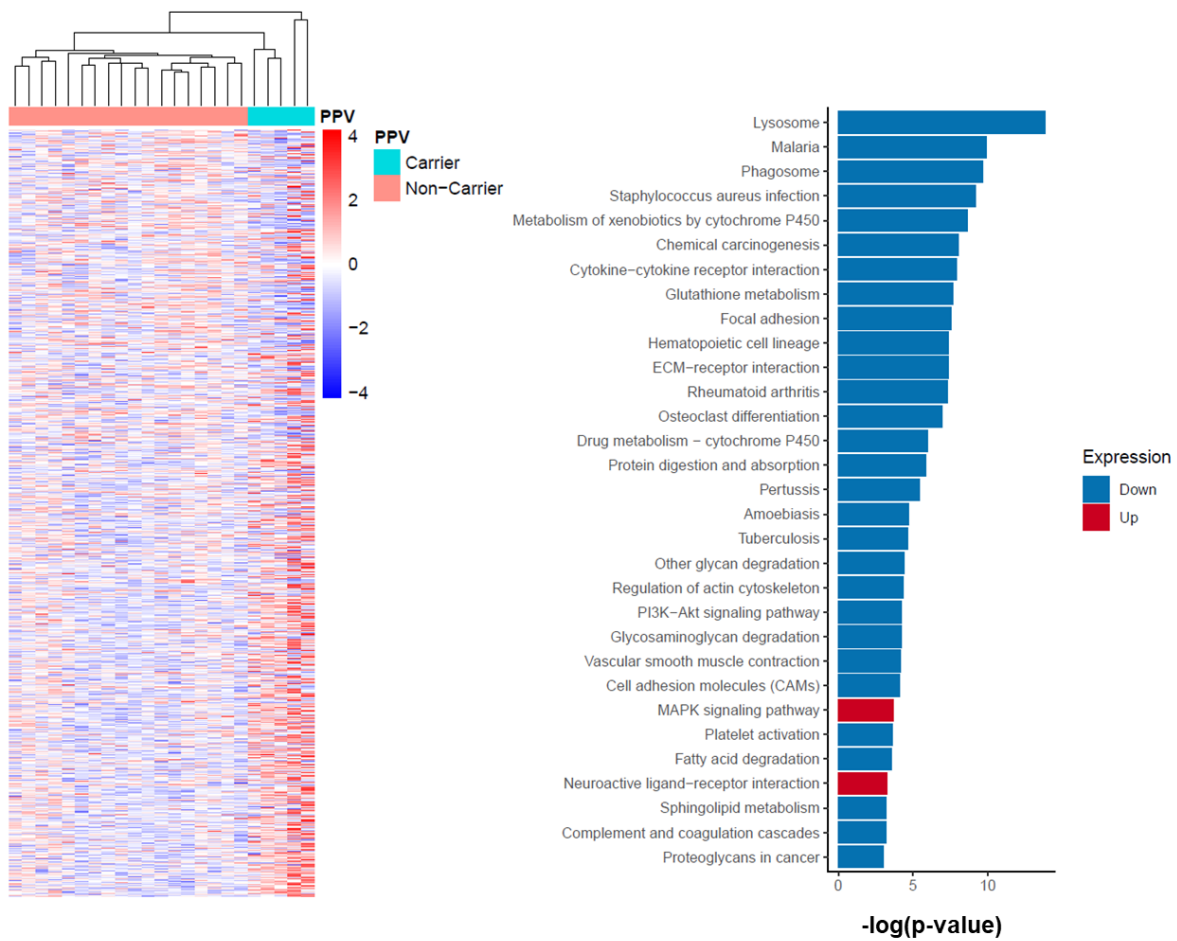 PPV
4
2
0
−2
−4
PPV
Carrier
Non-Carrier
Lysosome
Malaria
Phagosome
Staphylococcus aureus infection
Metabolism of xenobiotics by cytochrome P450
Chemical carcinogenesis
Cytokine−cytokine receptor interaction
Glutathione metabolism
Focal adhesion
Hematopoietic cell lineage
ECM−receptor interaction
Rheumatoid arthritis
Osteoclast differentiation
Drug metabolism − cytochrome P450
Protein digestion and absorption
Pertussis
Amoebiasis
Tuberculosis
Other glycan degradation
Regulation of actin cytoskeleton
PI3K−Akt signaling pathway
Glycosaminoglycan degradation
Vascular smooth muscle contraction
Cell adhesion molecules (CAMs)
MAPK signaling pathway
Platelet activation
Fatty acid degradation
Neuroactive ligand−receptor interaction
Sphingolipid metabolism
Complement and coagulation cascades
Proteoglycans in cancer
0 5 10
-log(p-value)
Expression
Down
Up